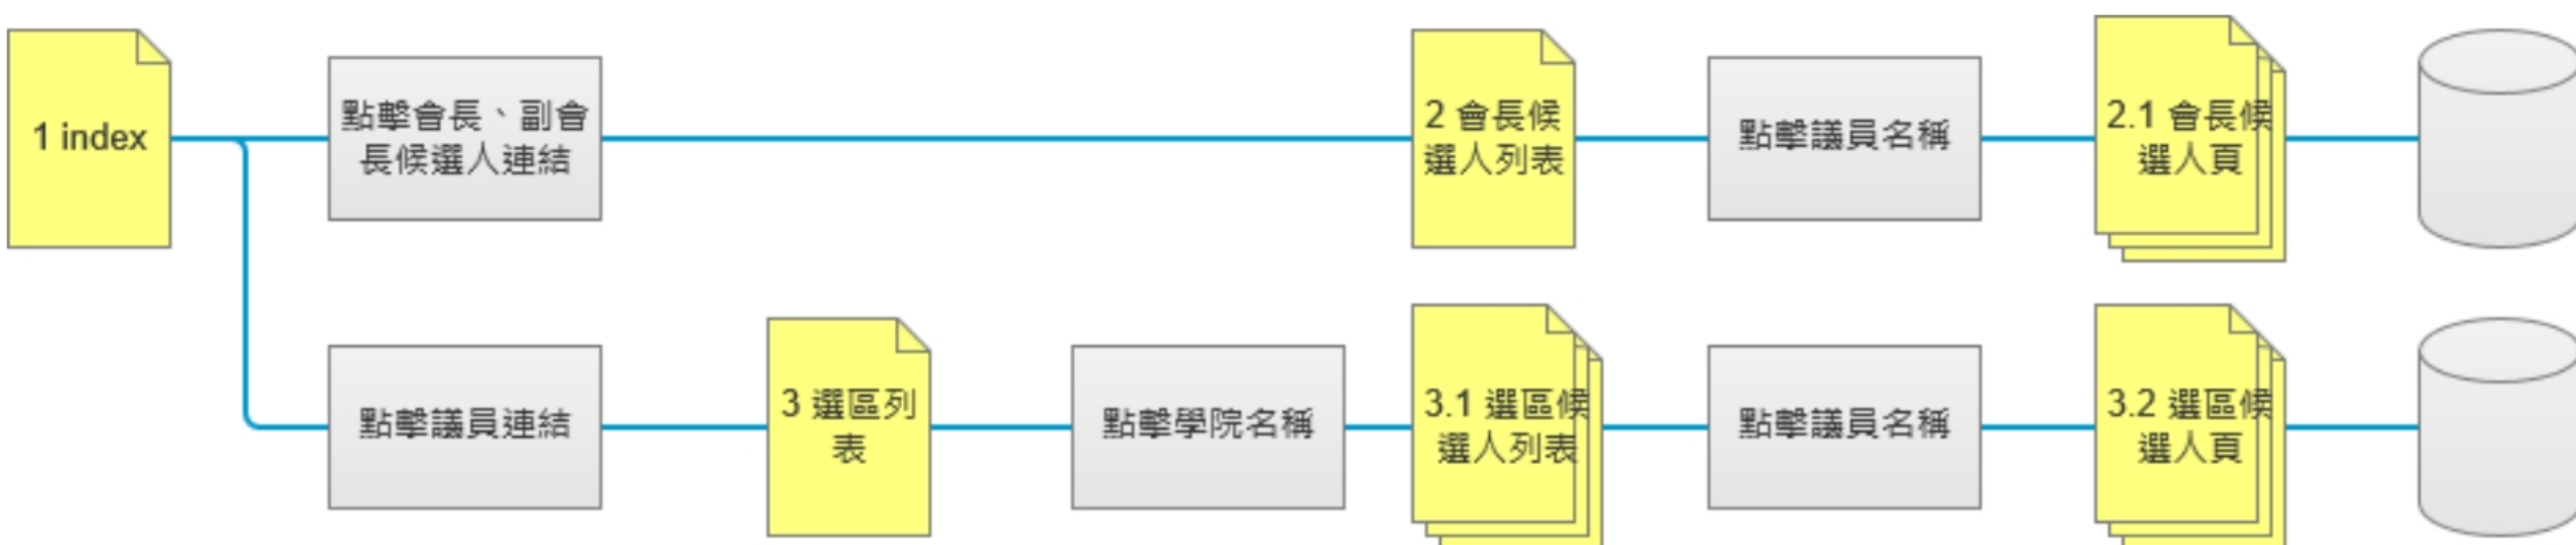 1 index
點擊會長、副會
長候選人連結
2 會長候
選人列表
點擊議員名稱
2.1 會長候
選人頁
點擊議員連結
3 選區列
表
點擊學院名稱
3.1 選區候
選人列表
點擊議員名稱
3.2 選區候
選人頁